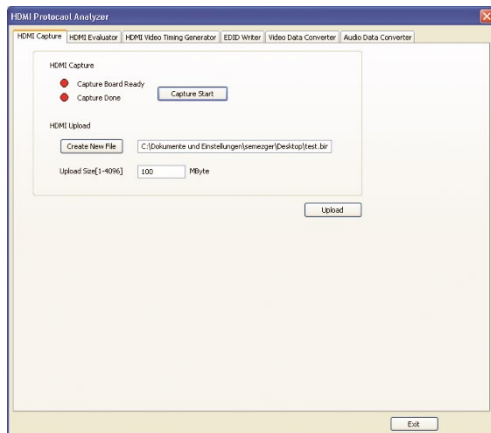 HDMI Protocaol Analyzer
HDMI Capture HDMI Evaluator HDMI Video Timing Generator EDID Writer Video Data Converter Audio Data Converter
HDMI Capture
Capture Board Ready
Capture Done
Capture Start
HDMI Upload
Create New File C:\Dokumente und Einstellungen\semezger\Desktop\test.bir
Upload Size[1-4096] 100 MByte
Upload
Exit